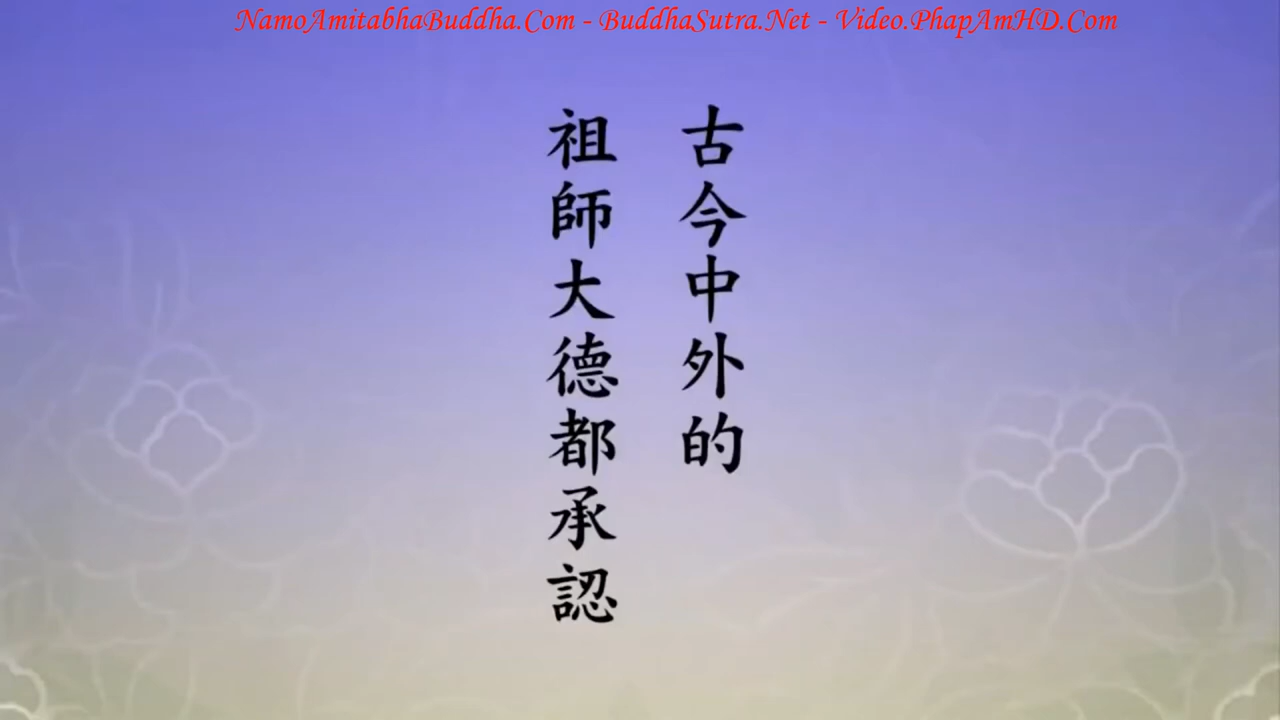 NamoAmitabhaBuddha.Com - BuddhaSutra.Net - Video.PhapAmHD.Com
古今中外的
祖師大德都承認